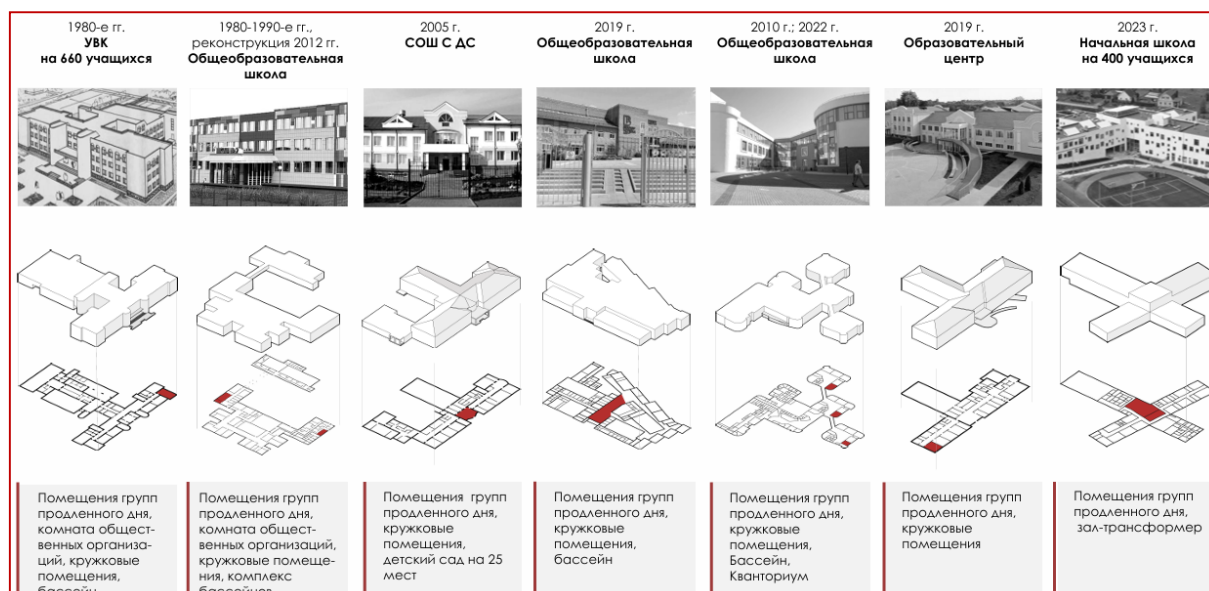 1980-е гг.
УВК
на 660 учащихся
1980-1990-е гг.,
реконструкция 2012 гг.
Общеобразовательная
школа
2005 г.
СОШ С ДС
2019 г.
Общеобразовательная
школа
2010 г.; 2022 г.
Общеобразовательная
школа
2019 г.
Образовательный
центр
2023 г.
Начальная школа
на 400 учащихся
Помещения групп
продленного дня,
комната общест-
венных организа-
ций, кружковые
помещения,
бассейн
Помещения групп
продленного дня,
комната общест-
венных организаций,
кружковые помеще-
ния, комплекс
бассейнов
Помещения групп
продленного дня,
кружковые
помещения,
детский сад на 25
мест
Помещения групп
продленного дня,
кружковые
помещения,
бассейн
Помещения групп
продленного дня,
кружковые
помещения,
Бассейн,
Кванториум
Помещения групп
продленного дня,
кружковые
помещения
Помещения групп
продленного дня,
зал-трансформер